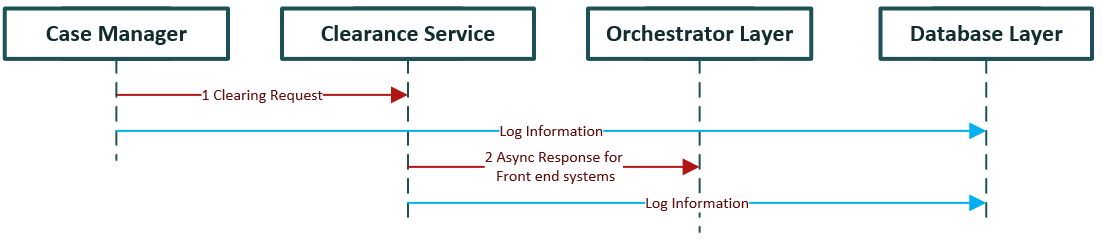 Case Manager
Clearance Service
Orchestrator Layer
Database Layer
1 Clearing Request
Log Information
2 Async Response for
Front end systems
Log Information